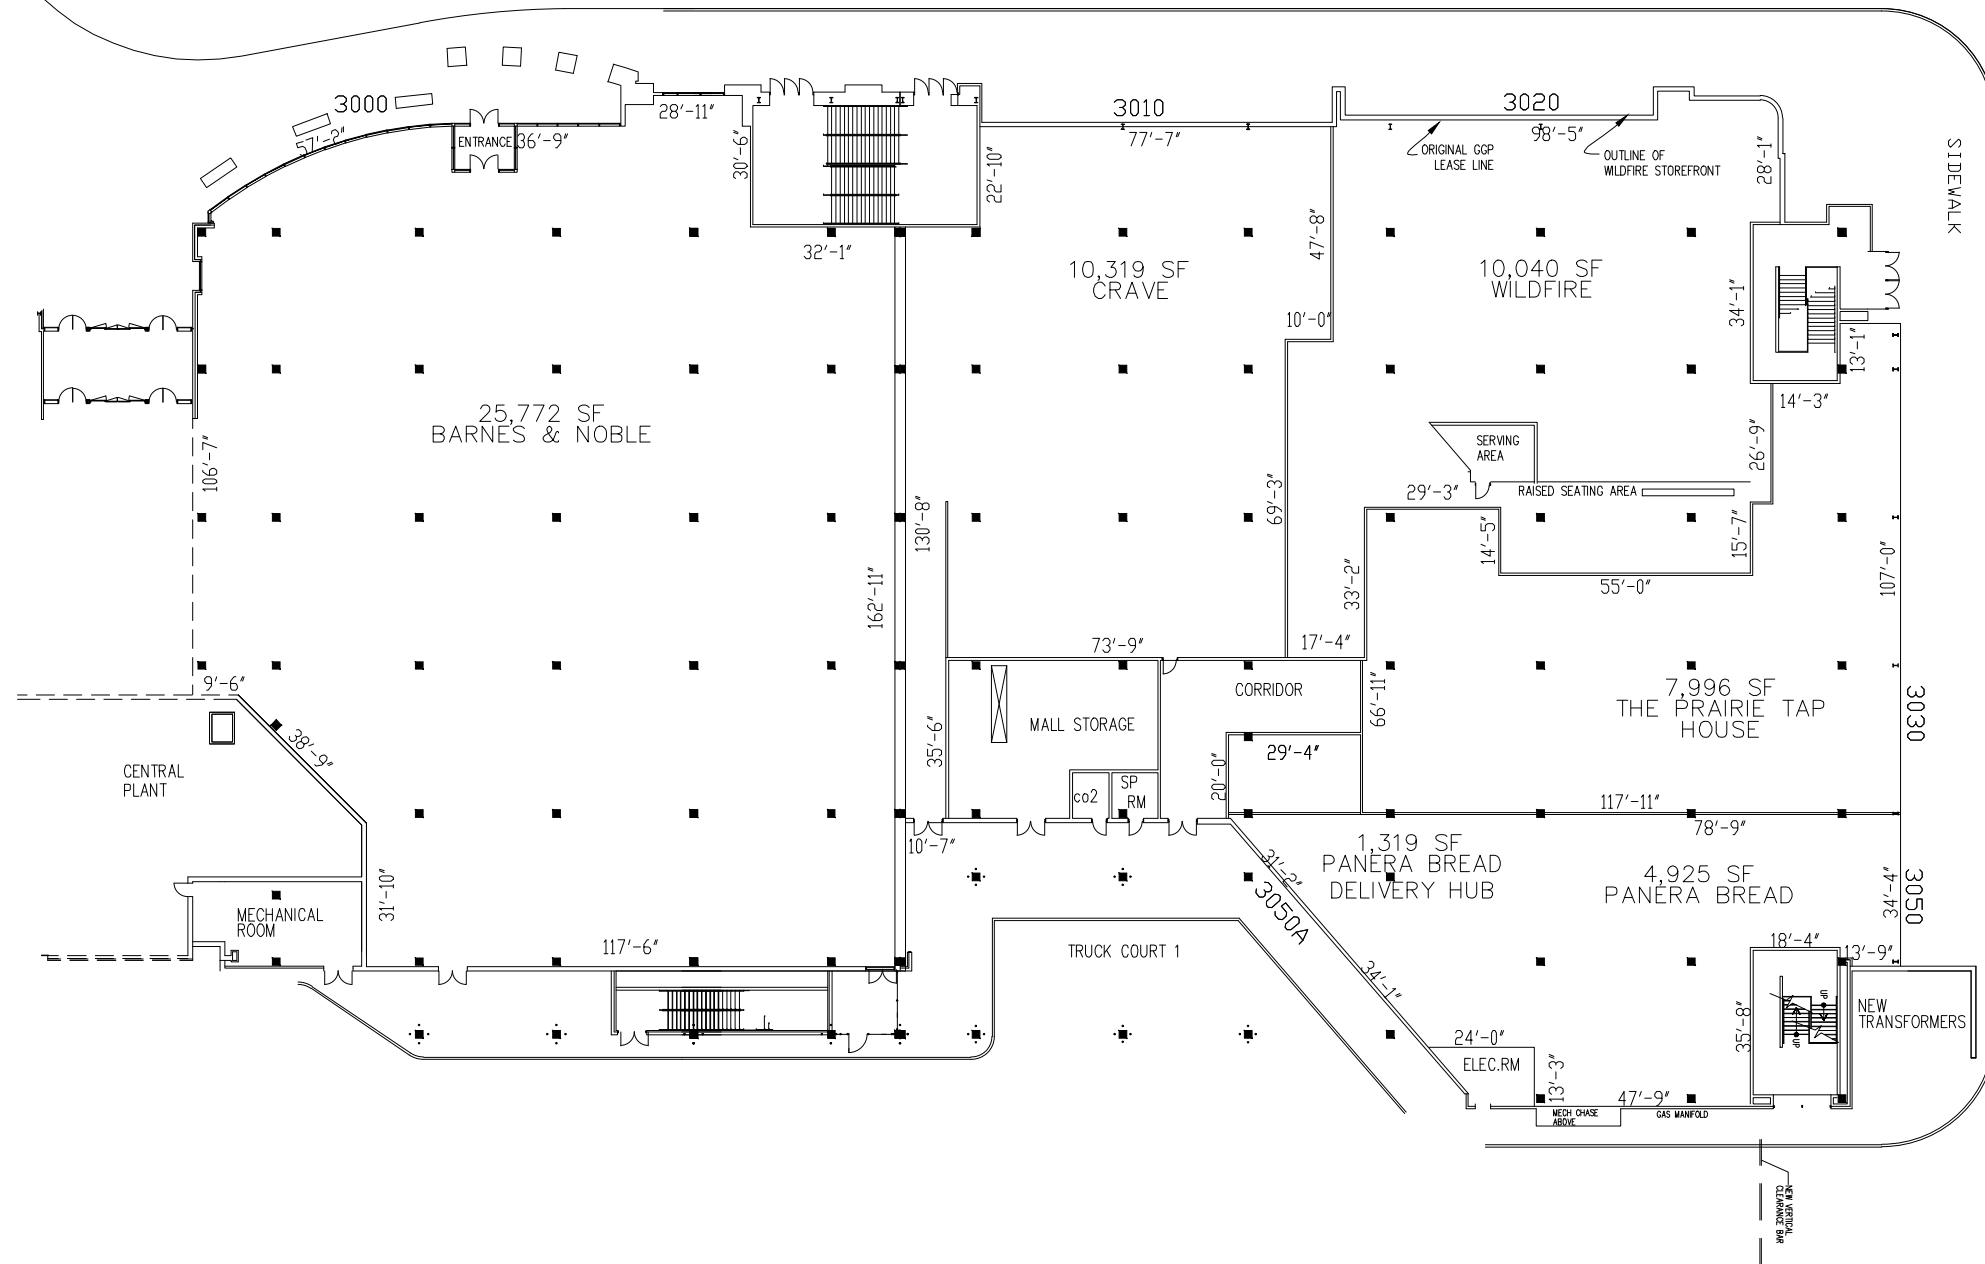 3000
57'-2"
ENTRANCE
36'-9"
28'-11"
30'-6"
32'-1"
22'-10"
3010
77'-7"
3020
98'-5"
ORIGINAL GGP
LEASE LINE
OUTLINE OF
WILDFIRE STOREFRONT
28'-1"
SIDEWALK
10,319 SF
CRAVE
47'-8"
10'-0"
10,040 SF
WILDFIRE
34'-1"
13'-1"
14'-3"
25,772 SF
BARNES & NOBLE
106'-7"
130'-8"
162'-11"
69'-3"
SERVING
AREA
29'-3"
RAISED SEATING AREA
26'-9"
14'-5"
15'-7"
55'-0"
33'-2"
107'-0"
73'-9"
17'-4"
9'-6"
38'-9"
CENTRAL
PLANT
35'-6"
MALL STORAGE
CORRIDOR
66'-11"
29'-4"
20'-0"
co2
SP
RM
7,996 SF
THE PRAIRIE TAP
HOUSE
3030
117'-11"
78'-9"
10'-7"
31'-2"
3050A
34'-1"
1,319 SF
PANERA BREAD
DELIVERY HUB
4,925 SF
PANERA BREAD
34'-4"
3050
MECHANICAL
ROOM
31'-10"
117'-6"
TRUCK COURT 1
18'-4"
13'-9"
35'-8"
UP
UP
NEW
TRANSFORMERS
24'-0"
ELEC.RM
13'-3"
47'-9"
MECH CHASE
ABOVE
GAS MANIFOLD
NEW VERTICAL
CLEARANCE BAR